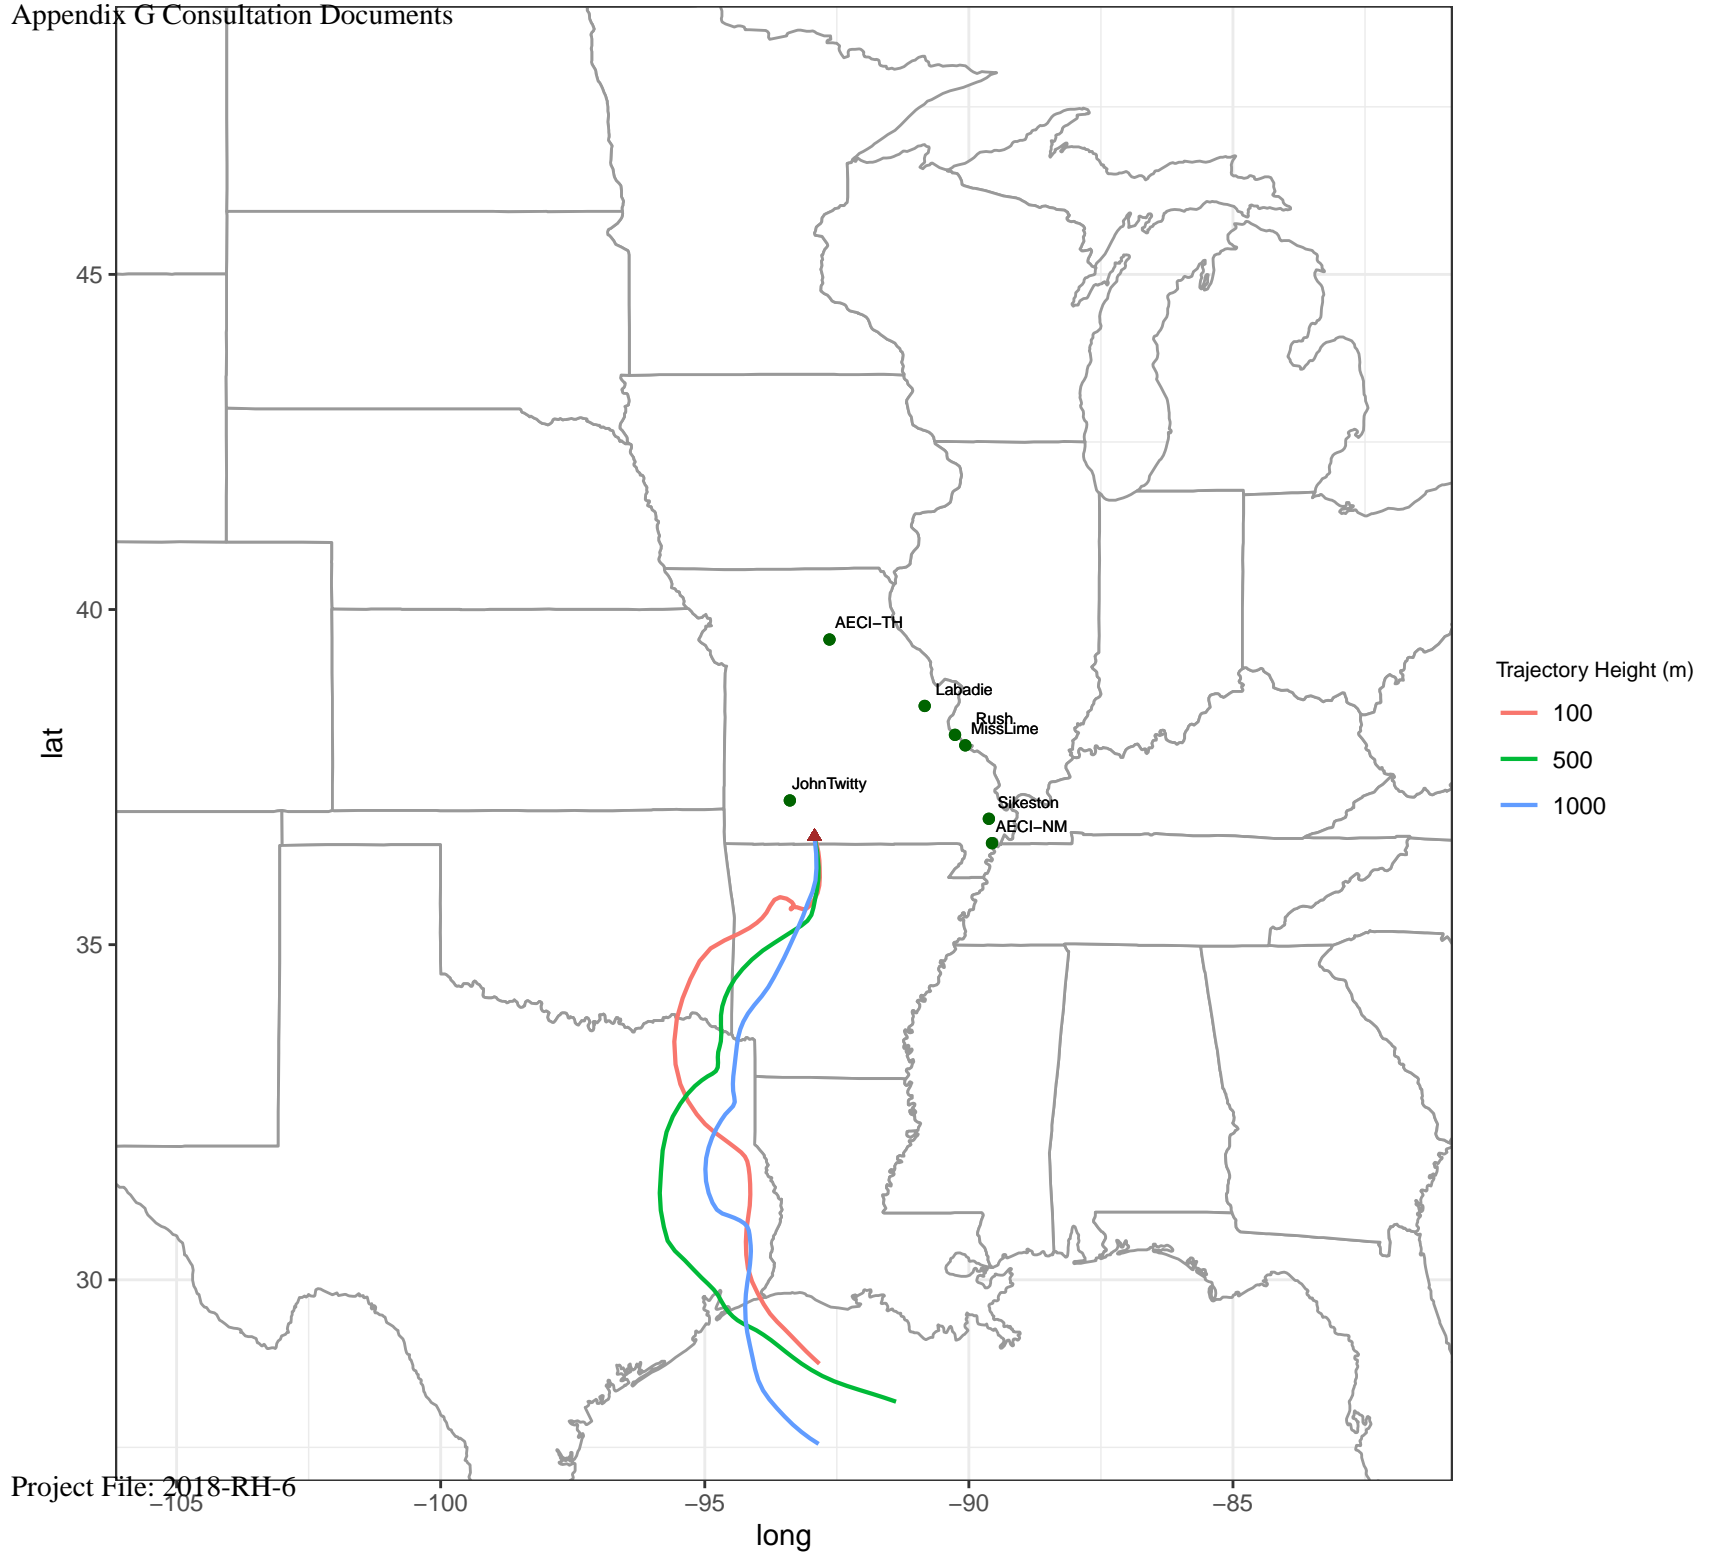 Appendix G Consultation Documents
45
40
35
30
lat
AECI−TH
Labadie
Rush
MissLime
JohnTwitty
Sikeston
AECI−NM
Trajectory Height (m)
100
500
1000
Project File: 2018-RH-6
−105
−100
−95
−90
−85
long